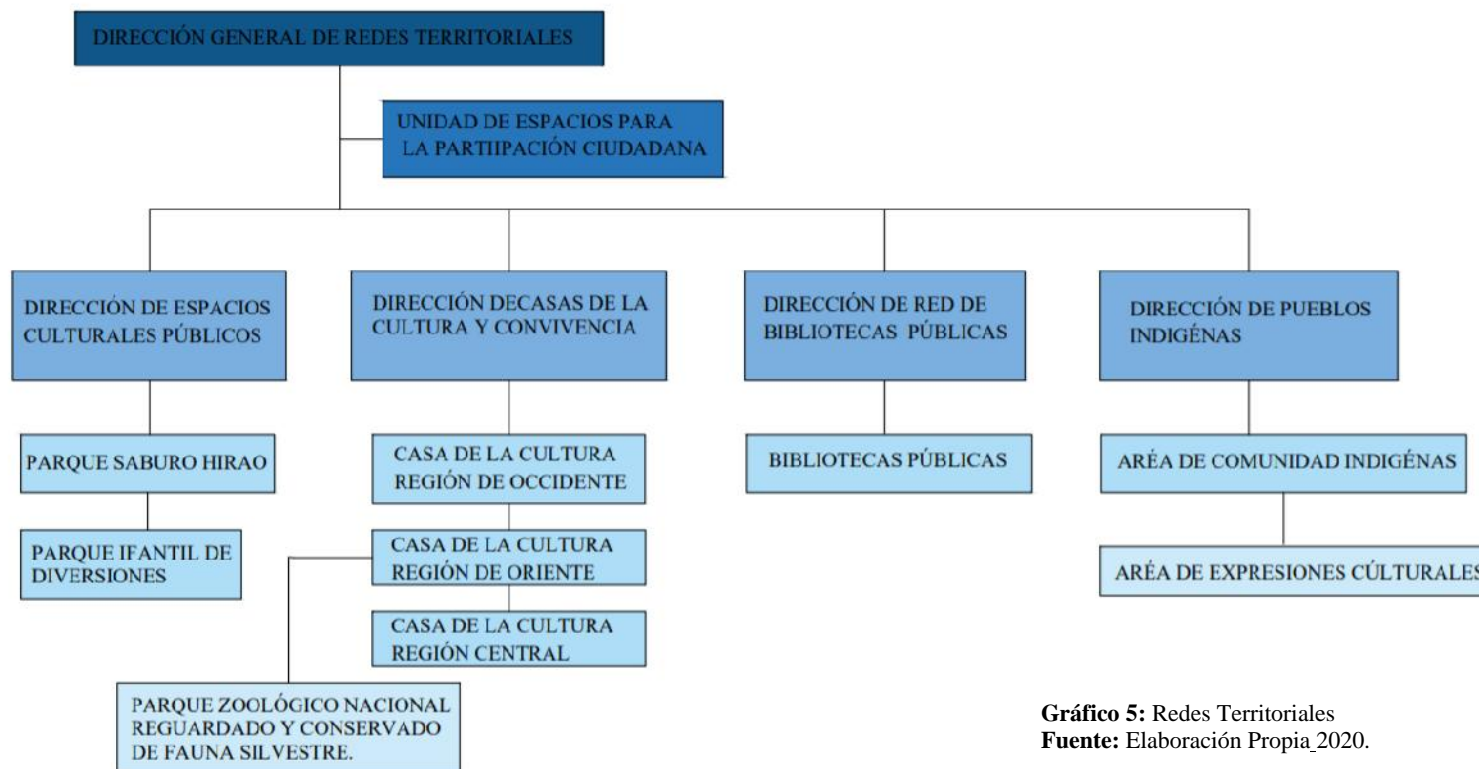 DIRECCIÓN GENERAL DE REDES TERRITORIALES
UNIDAD DE ESPACIOS PARA
LA PARTIIPACIÓN CIUDADANA
DIRECCIÓN DE ESPACIOS
CULTURALES PÚBLICOS
DIRECCIÓN DECASAS DE LA
CULTURA Y CONVIVENCIA
DIRECCIÓN DE RED DE
BIBLIOTECAS PÚBLICAS
DIRECCIÓN DE PUEBLOS
INDIGÉNAS
PARQUE SABURO HIRAO
CASA DE LA CULTURA
REGIÓN DE OCCIDENTE
BIBLIOTECAS PÚBLICAS
ARÉA DE COMUNIDAD INDIGÉNAS
PARQUE IFANTIL DE
DIVERSIONES
CASA DE LA CULTURA
REGIÓN DE ORIENTE
ARÉA DE EXPRESIONES CÚLTURALES
CASA DE LA CULTURA
REGIÓN CENTRAL
PARQUE ZOOLÓGICO NACIONAL
REGUARDADO Y CONSERVADO
DE FAUNA SILVESTRE.
Gráfico 5: Redes Territoriales
Fuente: Elaboración Propia 2020.